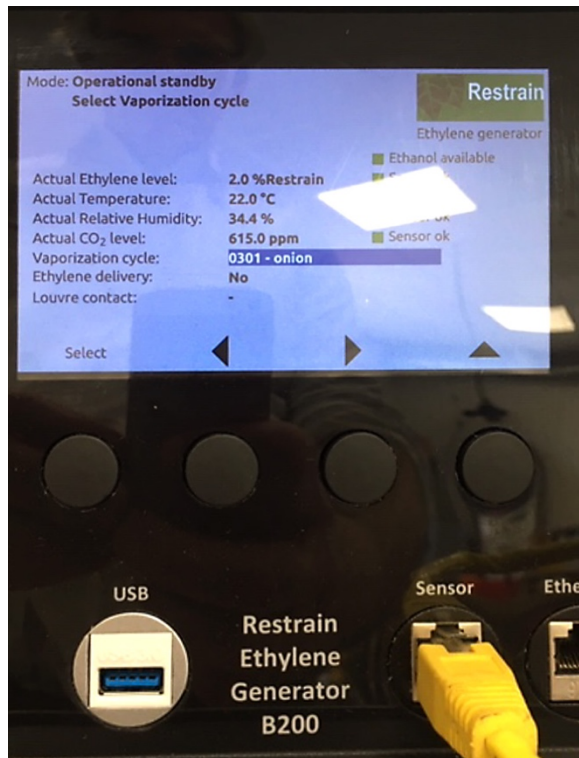 Mode: Operational standby
Select Vaporization cycle
Restrain
Ethylene generator
Ethanol available
Actual Ethylene level: 2.0 %Restrain
Actual Temperature: 22.0 °C
Actual Relative Humidity: 34.4 % ok
Actual CO2 level: 615.0 ppm Sensor ok
Vaporization cycle: 0301 - onion
Ethylene delivery: No
Louvre contact: -
Select
USB
Sensor
Ethe
Restrain
Ethylene
Generator
B200